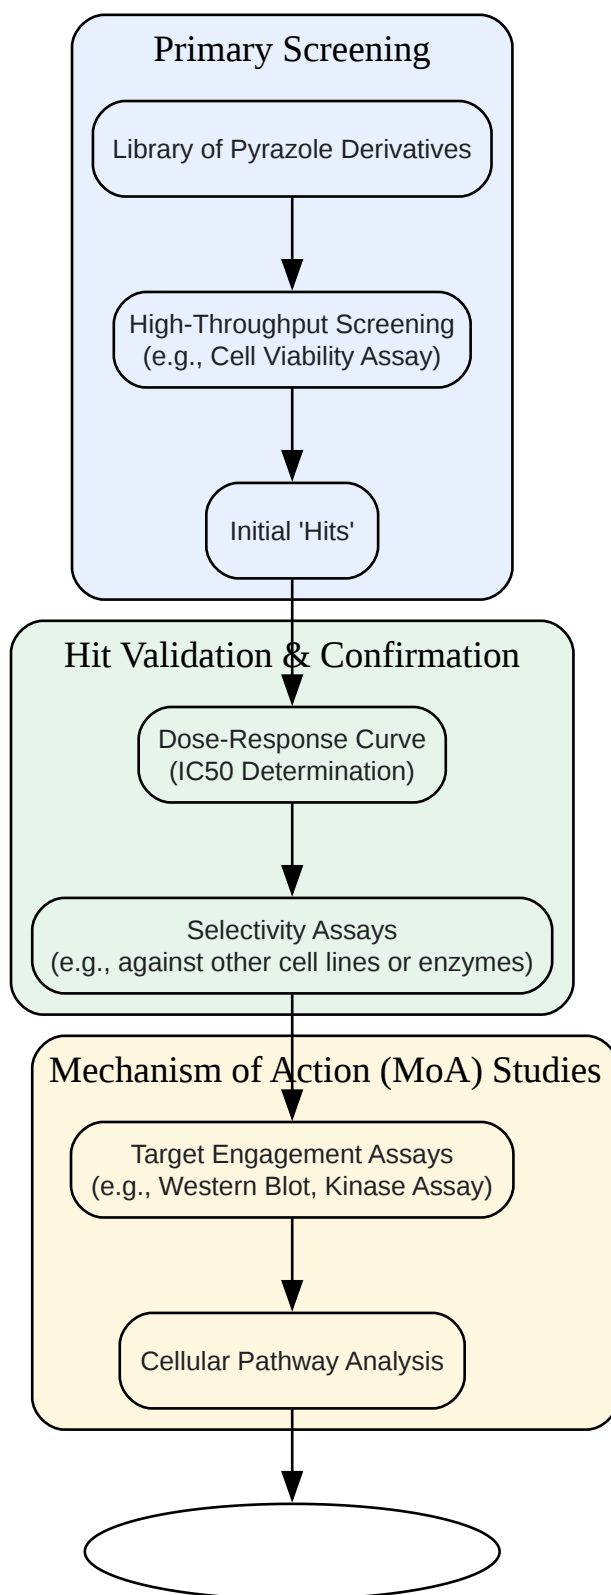 Primary Screening
Library of Pyrazole Derivatives
High-Throughput Screening
(e.g., Cell Viability Assay)
Initial 'Hits'
Hit Validation & Confirmation
Dose-Response Curve
(IC50 Determination)
Selectivity Assays
(e.g., against other cell lines or enzymes)
Mechanism of Action (MoA) Studies
Target Engagement Assays
(e.g., Western Blot, Kinase Assay)
Cellular Pathway Analysis